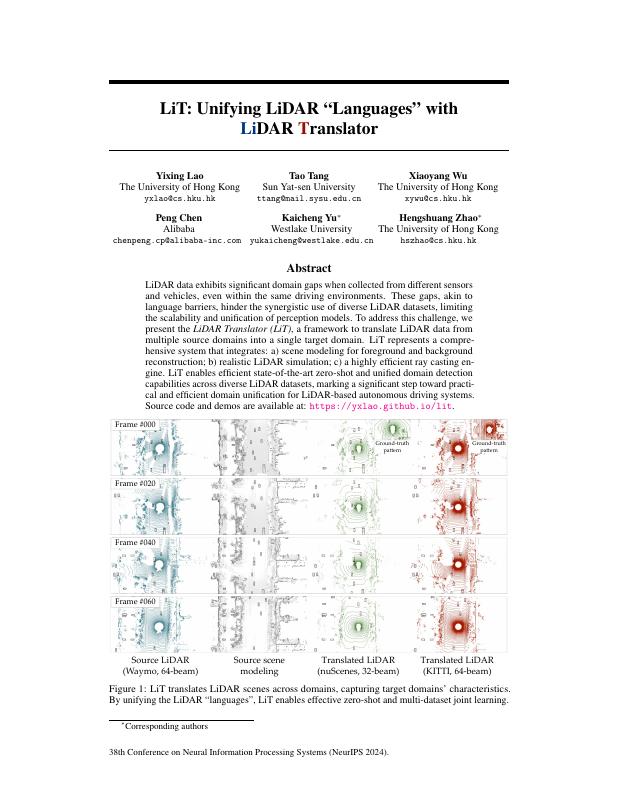 LiT: Unifying LiDAR “Languages” with
LiDAR Translator
Yixing Lao
The University of Hong Kong
yxlao@cs.hku.hk
Tao Tang
Sun Yat-sen University
ttang@mail.sysu.edu.cn
Xiaoyang Wu
The University of Hong Kong
xywu@cs.hku.hk
Peng Chen
Alibaba
chenpeng.cp@alibaba-inc.com
Kaicheng Yu*
Westlake University
yukaicheng@westlake.edu.cn
Hengshuang Zhao*
The University of Hong Kong
hszhao@cs.hku.hk
Abstract
LiDAR data exhibits significant domain gaps when collected from different sensors
and vehicles, even within the same driving environments. These gaps, akin to
language barriers, hinder the synergistic use of diverse LiDAR datasets, limiting
the scalability and unification of perception models. To address this challenge, we
present the LiDAR Translator (LiT), a framework to translate LiDAR data from
multiple source domains into a single target domain. LiT represents a compre-
hensive system that integrates: a) scene modeling for foreground and background
reconstruction; b) realistic LiDAR simulation; c) a highly efficient ray casting en-
gine. LiT enables efficient state-of-the-art zero-shot and unified domain detection
capabilities across diverse LiDAR datasets, marking a significant step toward practi-
cal and efficient domain unification for LiDAR-based autonomous driving systems.
Source code and demos are available at: https://yxlao.github.io/lit.
Frame #000
Ground-truth
pattern
Ground-truth
pattern
Frame #020
Frame #040
Frame #060
Source LiDAR
(Waymo, 64-beam)
Source scene
modeling
Translated LiDAR
(nuScenes, 32-beam)
Translated LiDAR
(KITTI, 64-beam)
Figure 1: LiT translates LiDAR scenes across domains, capturing target domains’ characteristics.
By unifying the LiDAR “languages”, LiT enables effective zero-shot and multi-dataset joint learning.
*Corresponding authors
38th Conference on Neural Information Processing Systems (NeurIPS 2024).